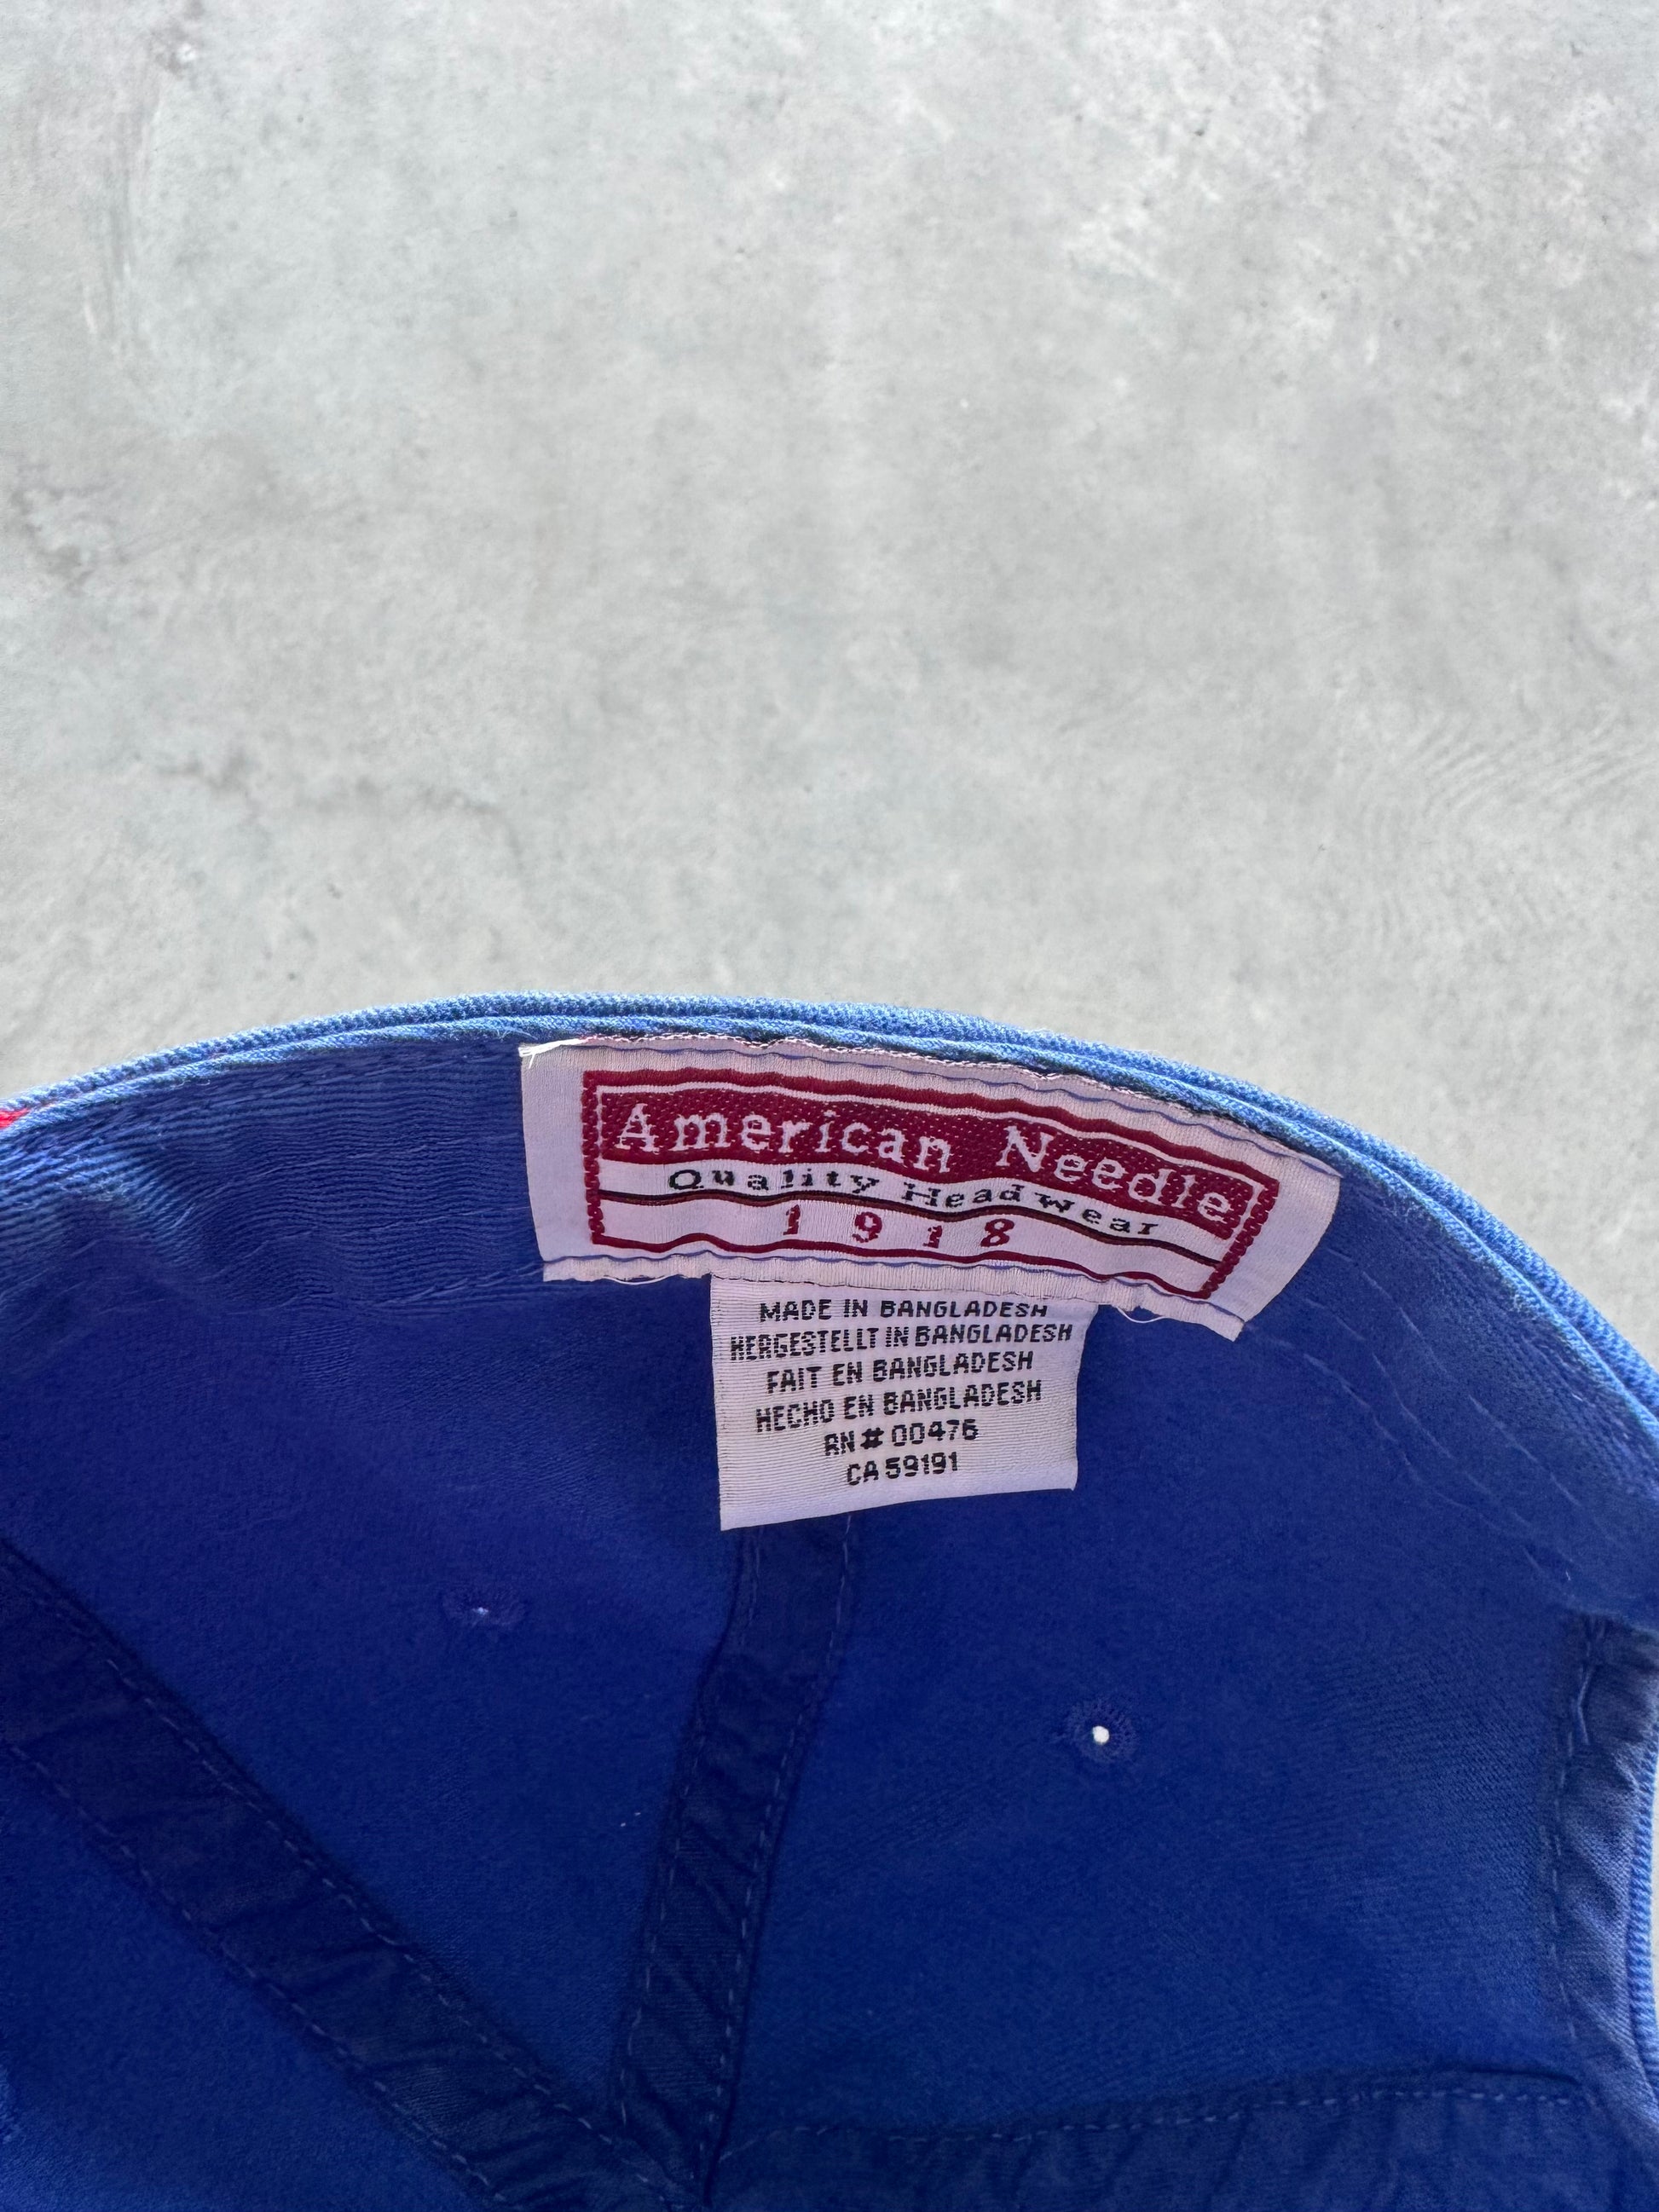 American Needle
Quality Headwear
1918
MADE IN BANGLADESH
HERGESTELLT IN BANGLADESH
FAIT EN BANGLADESH
HECHO EN BANGLADESH
RN # 00476
CA 59191